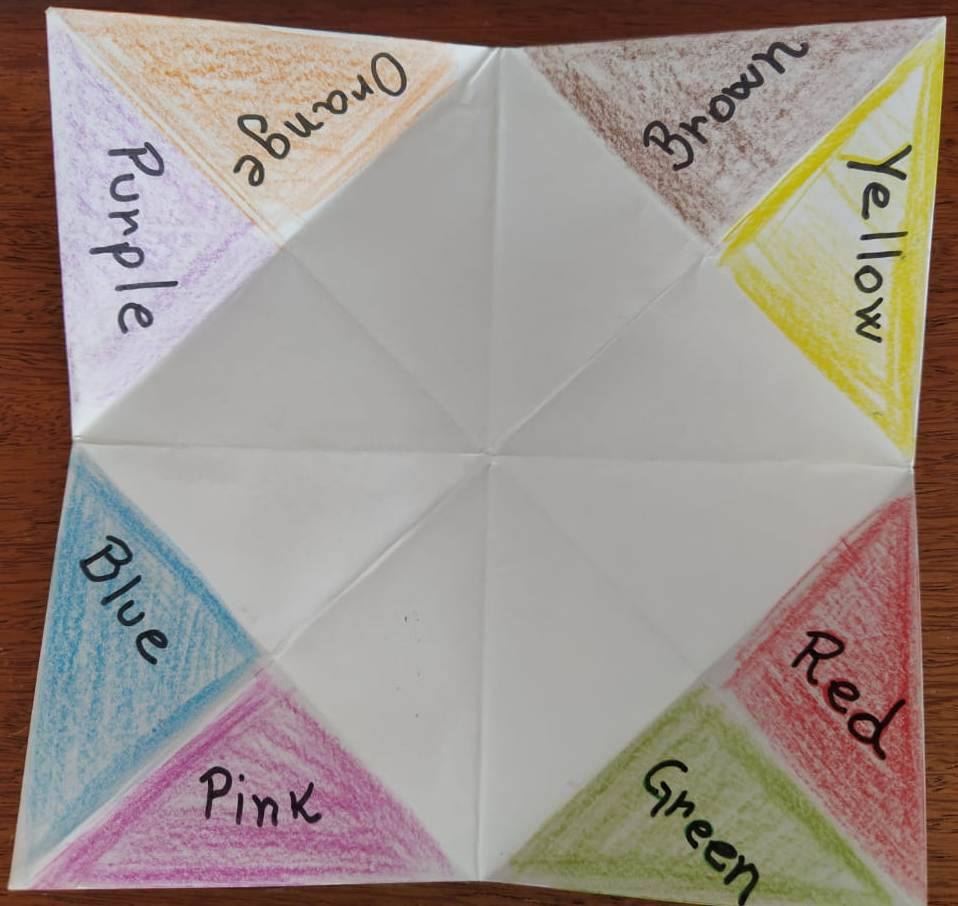 Orange
Brown
Purple
Yellow
Blue
Red
Pink
Green